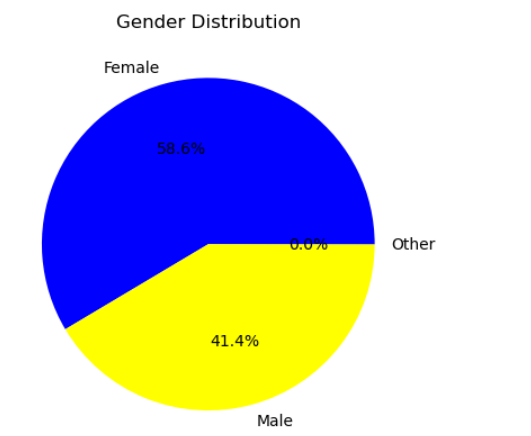 Gender Distribution
Female
58.6%
0.0%
Other
41.4%
Male